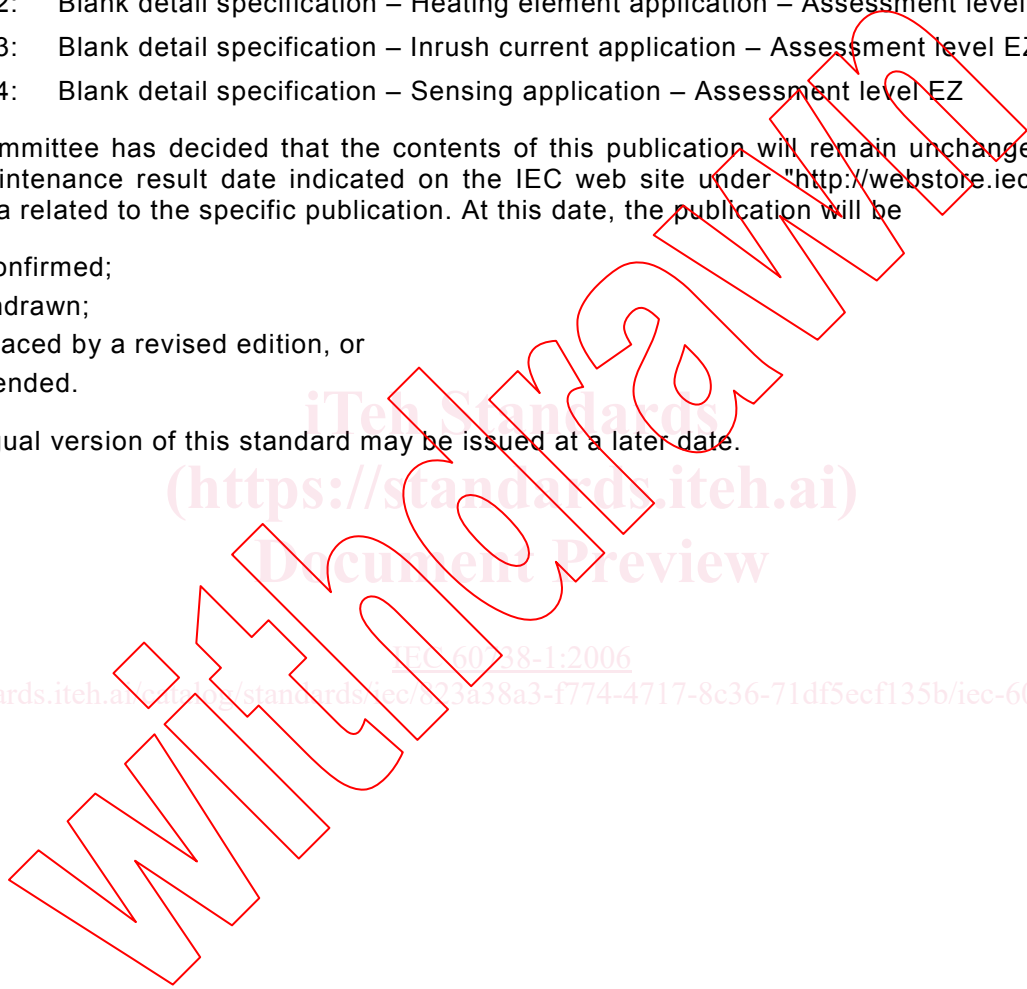 2: Blank detail specification – Heating element application – Assessment level
3: Blank detail specification – Inrush current application – Assessment level EZ
4: Blank detail specification – Sensing application – Assessment level EZ
ommittee has decided that the contents of this publication will remain unchange
intenance result date indicated on the IEC web site under "http://webstore.iec
a related to the specific publication. At this date, the publication will be
onfirmed;
ndrawn;
laced by a revised edition, or
ended.
iTeh Standards
gual version of this standard may be issued at a later date.
(https://standards.iteh.ai)
Document Preview
IEC 60738-1:2006
ards.iteh.ai/catalog/standards/iec/823a38a3-f774-4717-8c36-71df5ecf135b/iec-60
withdrawn